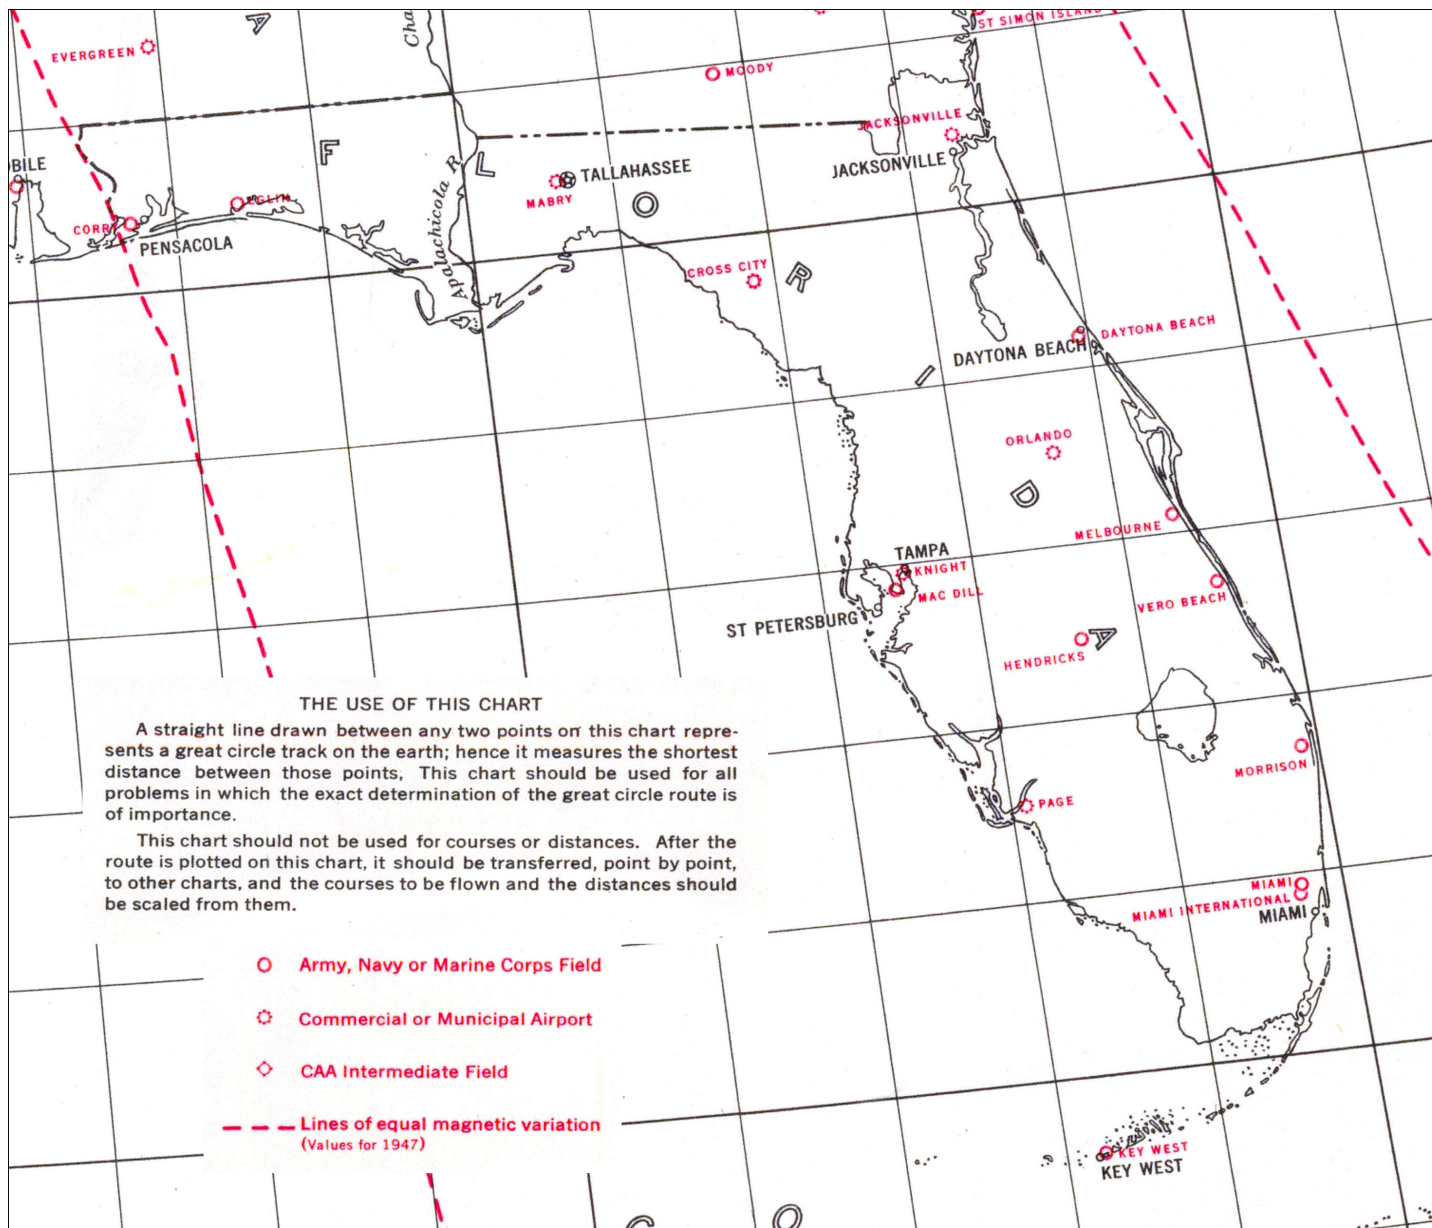 A
Cha
ST SIMON ISLAND
EVERGREEN
MOODY
JACKSONVILLE
F
L
OBILE
TALLAHASSEE
JACKSONVILLE
MABRY
O
EGLIN
CORRY
PENSACOLA
Apalachicola R
CROSS CITY
R
DAYTONA BEACH
DAYTONA BEACH
I
ORLANDO
D
MELBOURNE
TAMPA
KNIGHT
MAC DILL
VERO BEACH
ST PETERSBURG
A
HENDRICKS
THE USE OF THIS CHART
A straight line drawn between any two points on this chart repre-
sents a great circle track on the earth; hence it measures the shortest
distance between those points. This chart should be used for all
problems in which the exact determination of the great circle route is
of importance.
This chart should not be used for courses or distances. After the
route is plotted on this chart, it should be transferred, point by point,
to other charts, and the courses to be flown and the distances should
be scaled from them.
MORRISON
PAGE
MIAMI
MIAMI INTERNATIONAL
MIAMI
Army, Navy or Marine Corps Field
Commercial or Municipal Airport
CAA Intermediate Field
Lines of equal magnetic variation
(Values for 1947)
KEY WEST
KEY WEST
C O